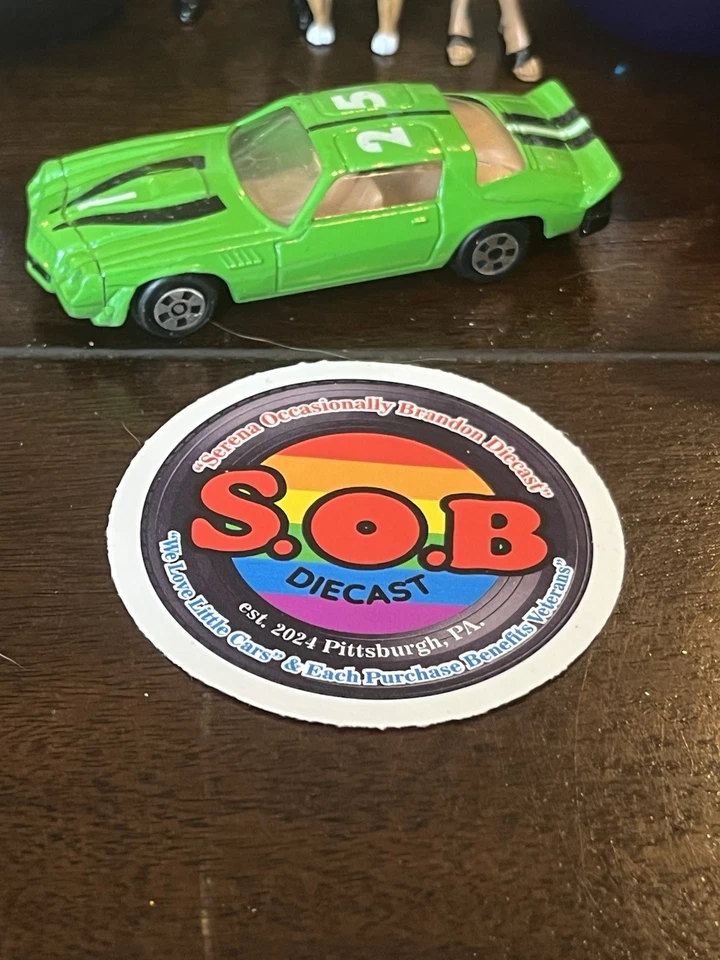 25
"Serena Occasionally Brandon Diecast"
S.O.B
DIECAST
est. 2024 Pittsburgh, PA.
"We Love Little Cars" & Each Purchase Benefits Veterans"